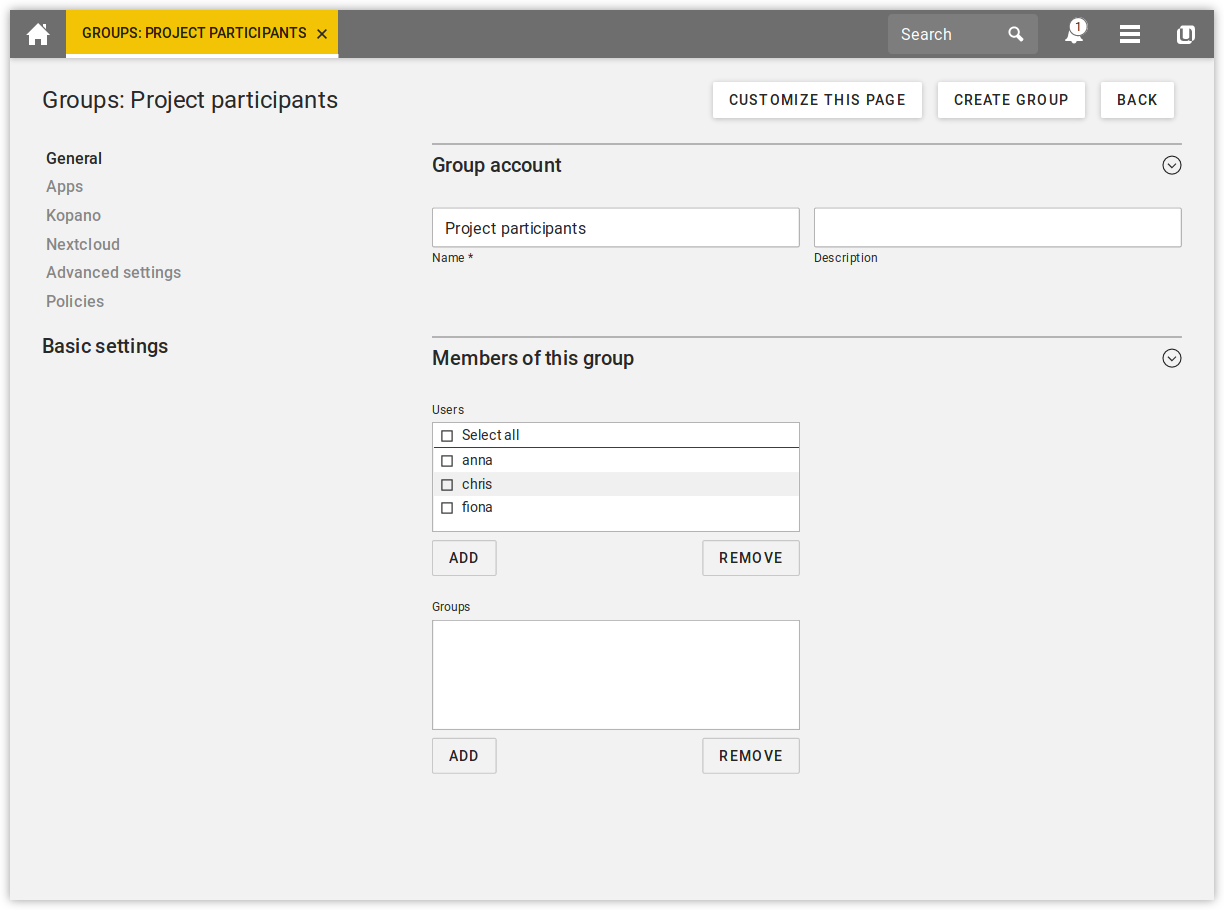 GROUPS: PROJECT PARTICIPANTS
Search
1
Groups: Project participants
CUSTOMIZE THIS PAGE
CREATE GROUP
BACK
General
Apps
Kopano
Nextcloud
Advanced settings
Policies
Basic settings
Group account
Project participants
Name *
Description
Members of this group
Users
Select all
anna
chris
fiona
ADD
REMOVE
Groups
ADD
REMOVE